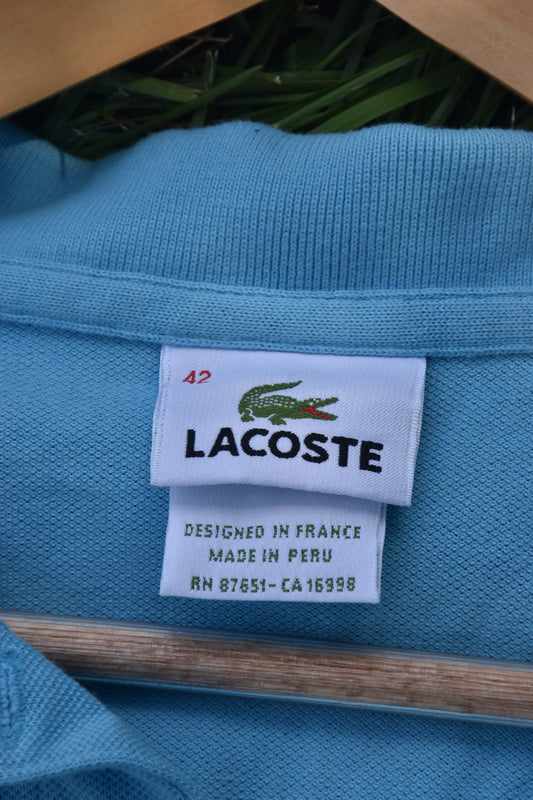 42
LACOSTE
DESIGNED IN FRANCE
MADE IN PERU
RN 87651-CA 16998